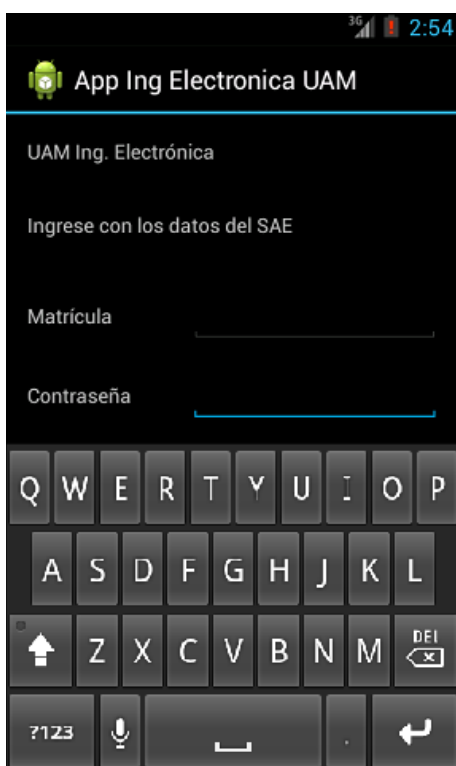 3G 2:54
App Ing Electronica UAM
UAM Ing. Electrónica
Ingrese con los datos del SAE
Matrícula
Contraseña
Q W E R T Y U I O P
A S D F G H J K L
Z X C V B N M DEL
?123 .